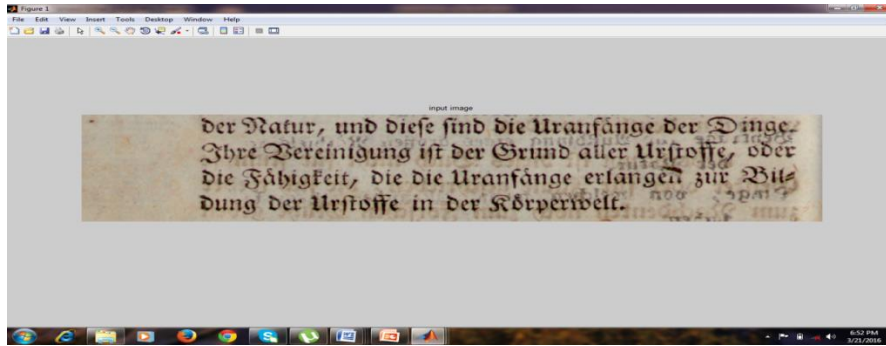 Figure 1
File Edit View Insert Tools Desktop Window Help
input image
der Natur, und dieſe ſind die Uranfänge der Dinge.
Ihre Vereinigung iſt der Grund aller Urſtoffe, oder
die Fähigkeit, die die Uranfänge erlangen zur Bil⸗
dung der Urſtoffe in der Körperwelt.
6:52 PM
3/21/2016